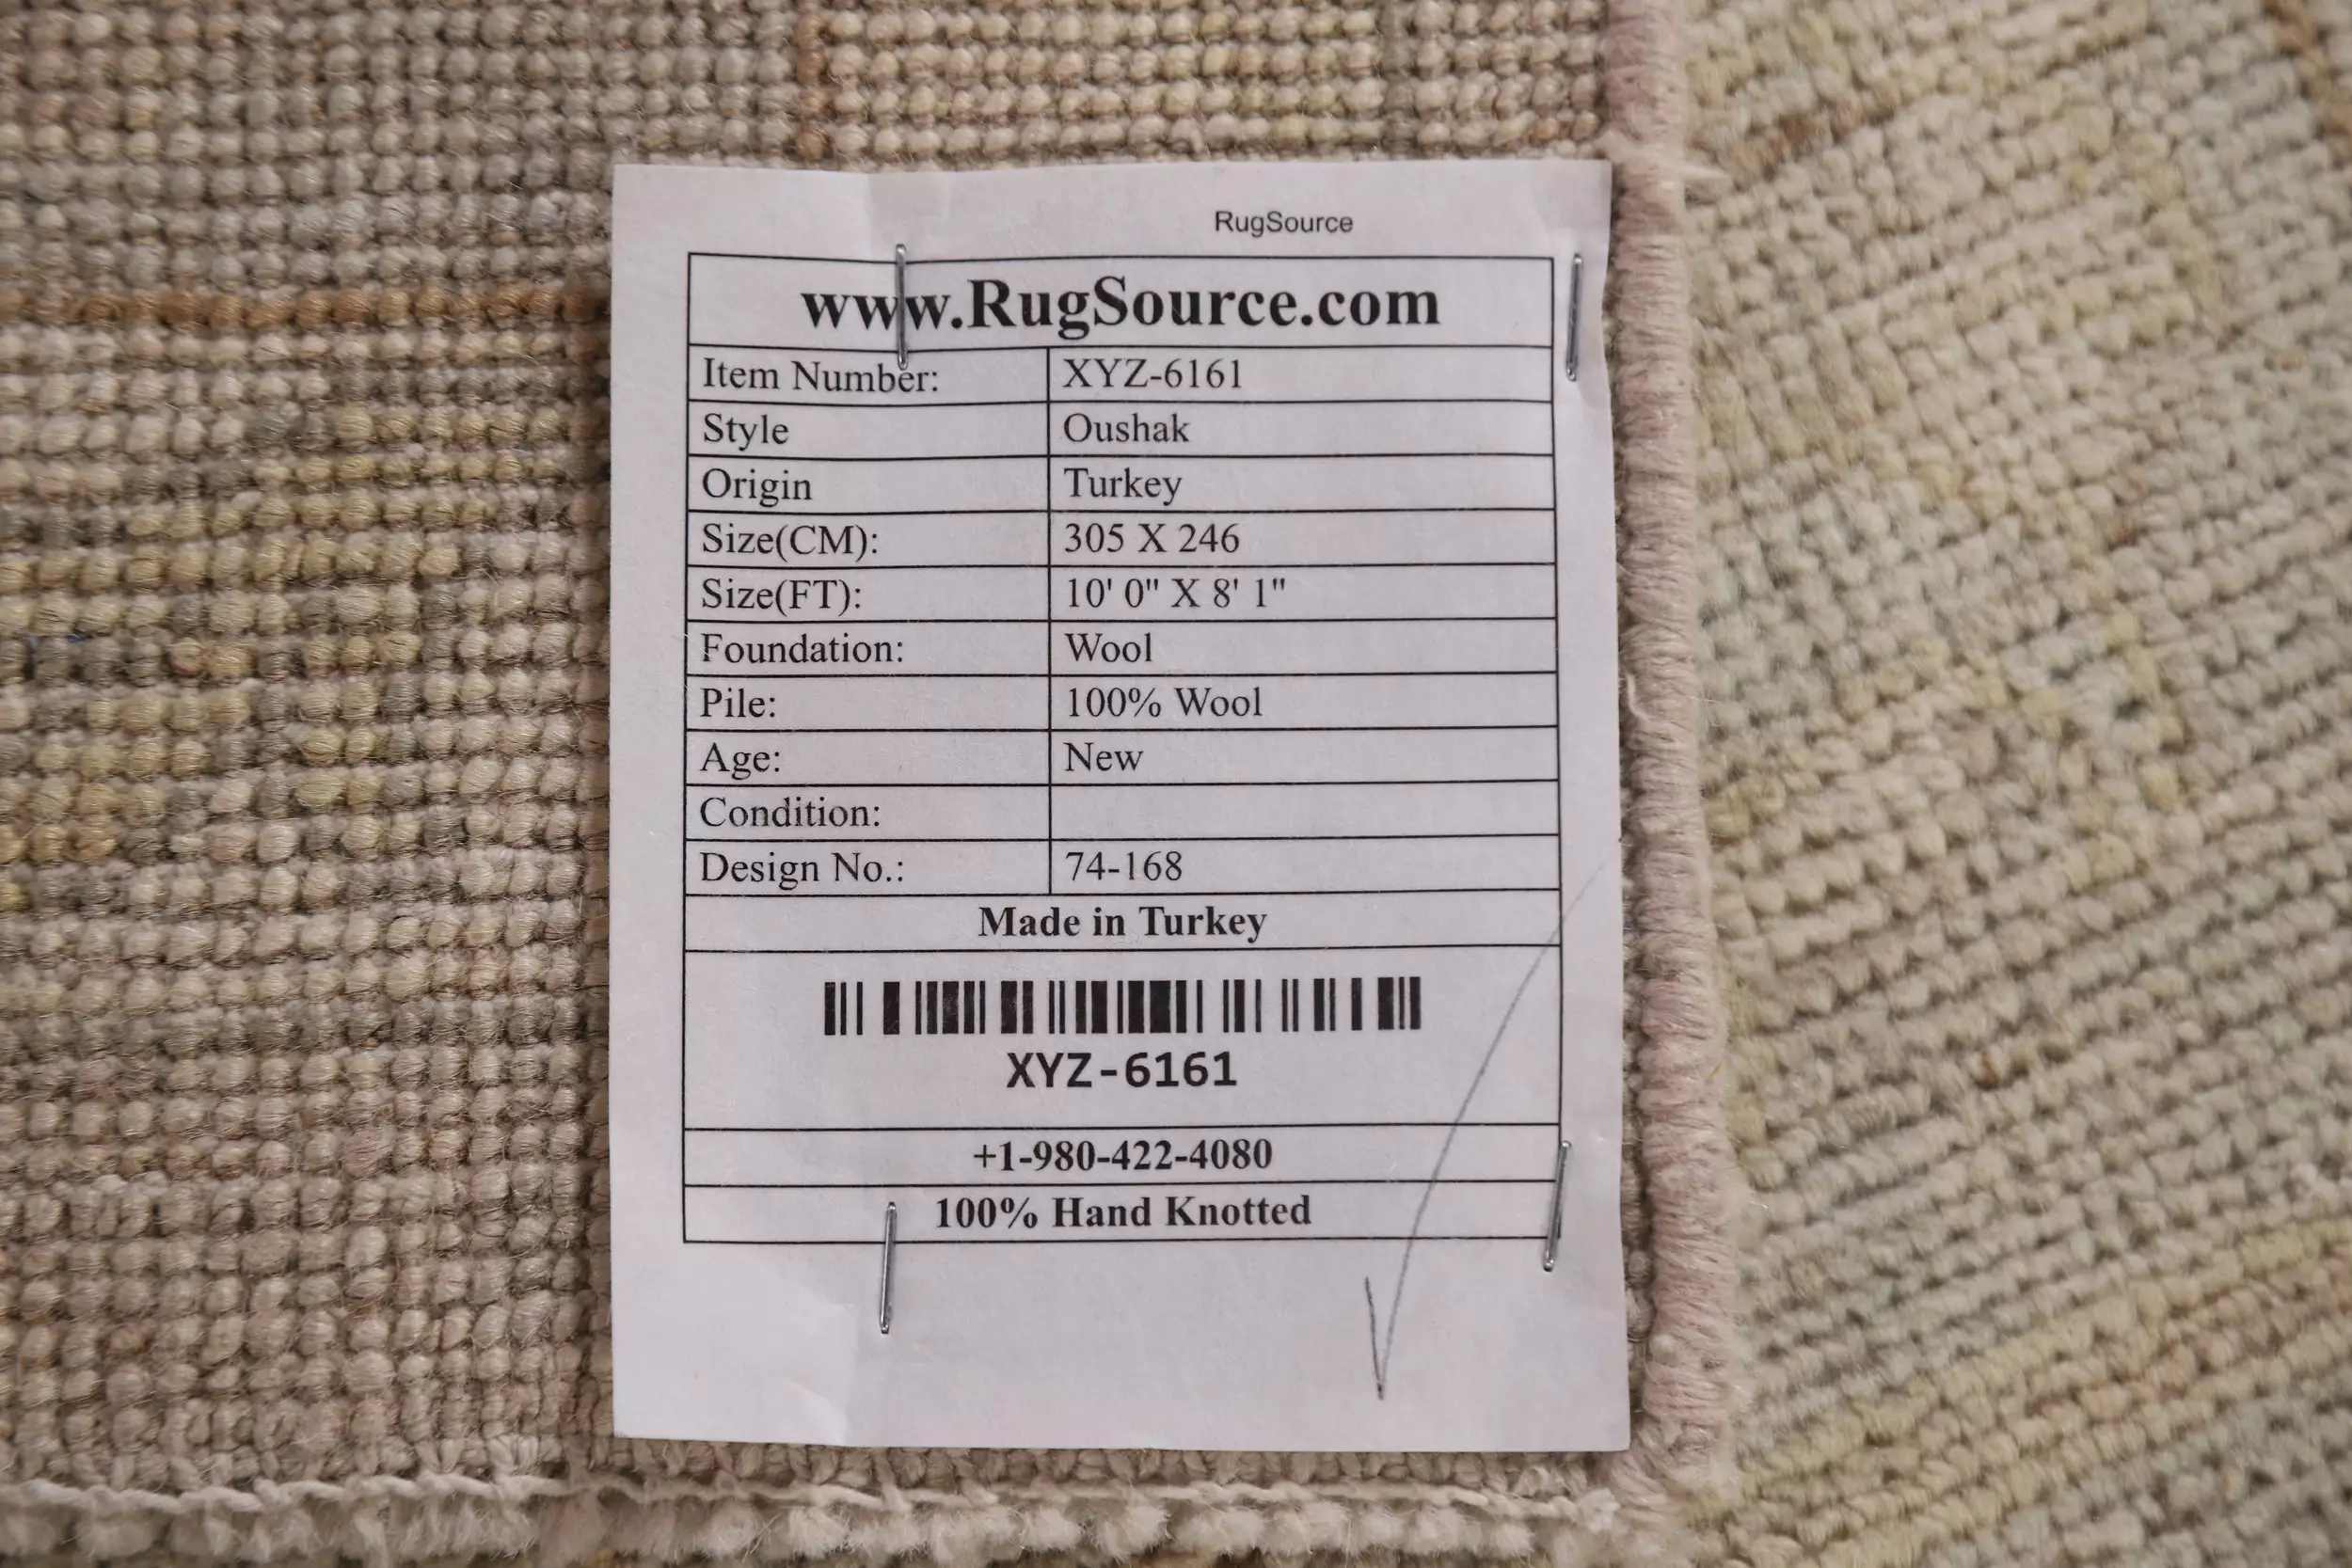 RugSource
www.RugSource.com
Item Number: XYZ-6161
Style Oushak
Origin Turkey
Size(CM): 305 X 246
Size(FT): 10' 0" X 8' 1"
Foundation: Wool
Pile: 100% Wool
Age: New
Condition:
Design No.: 74-168
Made in Turkey
XYZ-6161
+1-980-422-4080
100% Hand Knotted